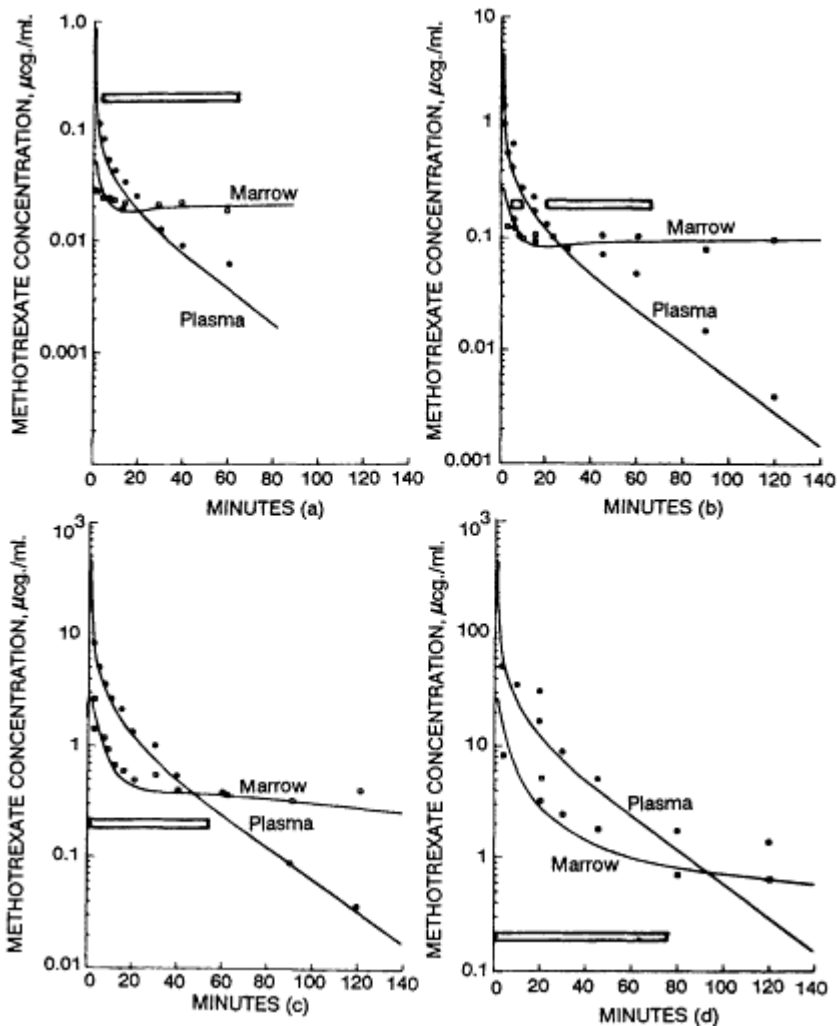 METHOTREXATE CONCENTRATION, μcg./ml.
1.0
0.1
0.01
0.001
Marrow
Plasma
0 20 40 60 80 100 120 140
MINUTES (a)
METHOTREXATE CONCENTRATION, μcg./ml.
10
1
0.1
0.01
0.001
Marrow
Plasma
0 20 40 60 80 100 120 140
MINUTES (b)
METHOTREXATE CONCENTRATION, μcg./ml.
10³
10
1
0.1
0.01
Marrow
Plasma
0 20 40 60 80 100 120 140
MINUTES (c)
METHOTREXATE CONCENTRATION, μcg./ml.
10³
100
10
1
0.1
Plasma
Marrow
0 20 40 60 80 100 120 140
MINUTES (d)